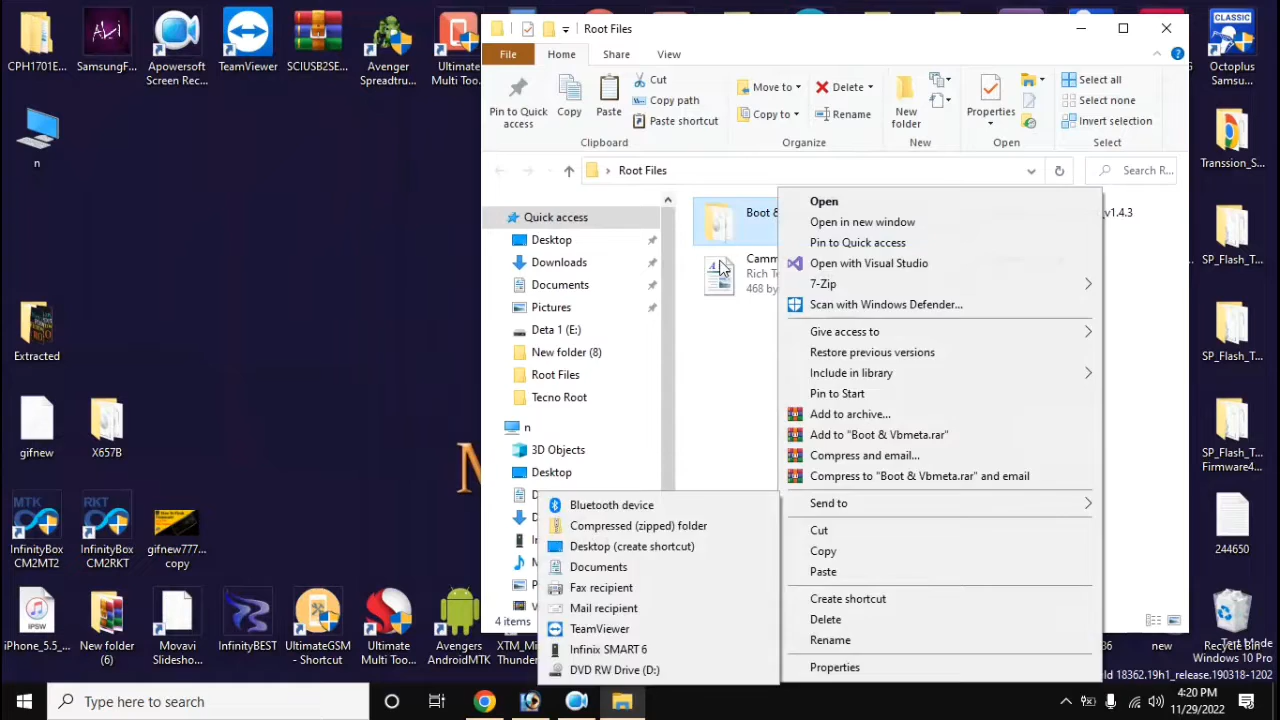 CPH1701E...
SamsungF...
Apowersoft
Screen Rec...
TeamViewer
SCIUSB2SE...
Avenger
Spreadtru...
Ultimate
Multi Too
n
Extracted
gifnew
X657B
InfinityBox
CM2MT2
InfinityBox
CM2RKT
gifnew777...
copy
iPhone_5.5_...
New folder
(6)
Movavi
Slidesho...
InfinityBEST
UltimateGSM
- Shortcut
Ultimate
Multi Too...
Avengers
AndroidMTK
XTM_M
Thunder
Root Files
File
Home
Share
View
Pin to Quick
access
Copy
Paste
Cut
Copy path
Paste shortcut
Clipboard
Move to
Copy to
Delete
Rename
Organize
New
folder
New
Properties
Open
Select all
Select none
Invert selection
Select
Root Files
Search R...
Quick access
Desktop
Downloads
Documents
Pictures
Deta 1 (E:)
New folder (8)
Root Files
Tecno Root
n
3D Objects
Desktop
4 items
Boot &
_v1.4.3
Camm
Rich Te
468 by
Open
Open in new window
Pin to Quick access
Open with Visual Studio
7-Zip
Scan with Windows Defender...
Give access to
Restore previous versions
Include in library
Pin to Start
Add to archive...
Add to "Boot & Vbmeta.rar"
Compress and email...
Compress to "Boot & Vbmeta.rar" and email
Send to
Cut
Copy
Paste
Create shortcut
Delete
Rename
Properties
Bluetooth device
Compressed (zipped) folder
Desktop (create shortcut)
Documents
Fax recipient
Mail recipient
TeamViewer
Infinix SMART 6
DVD RW Drive (D:)
CLASSIC
Octoplus
Samsu...
Transsion_S...
SP_Flash_T...
SP_Flash_T...
SP_Flash_T...
Firmware4...
244650
new
Recycle Bin
Test Mode
Windows 10 Pro
ld 18362.19h1_release.190318-1202
Type here to search
4:20 PM
11/29/2022